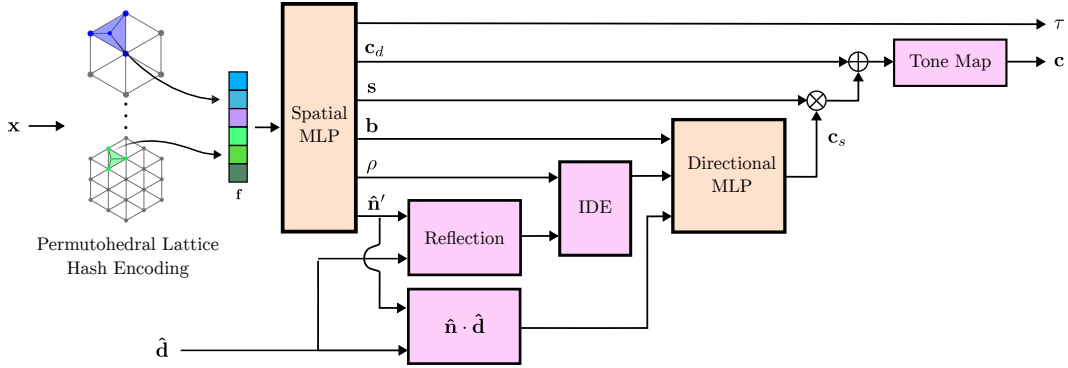 x
Permutohedral Lattice
Hash Encoding
f
Spatial
MLP
τ
c_d
s
b
ρ
n̂′
d̂
Reflection
n̂ · d̂
IDE
Directional
MLP
c_s
Tone Map
c